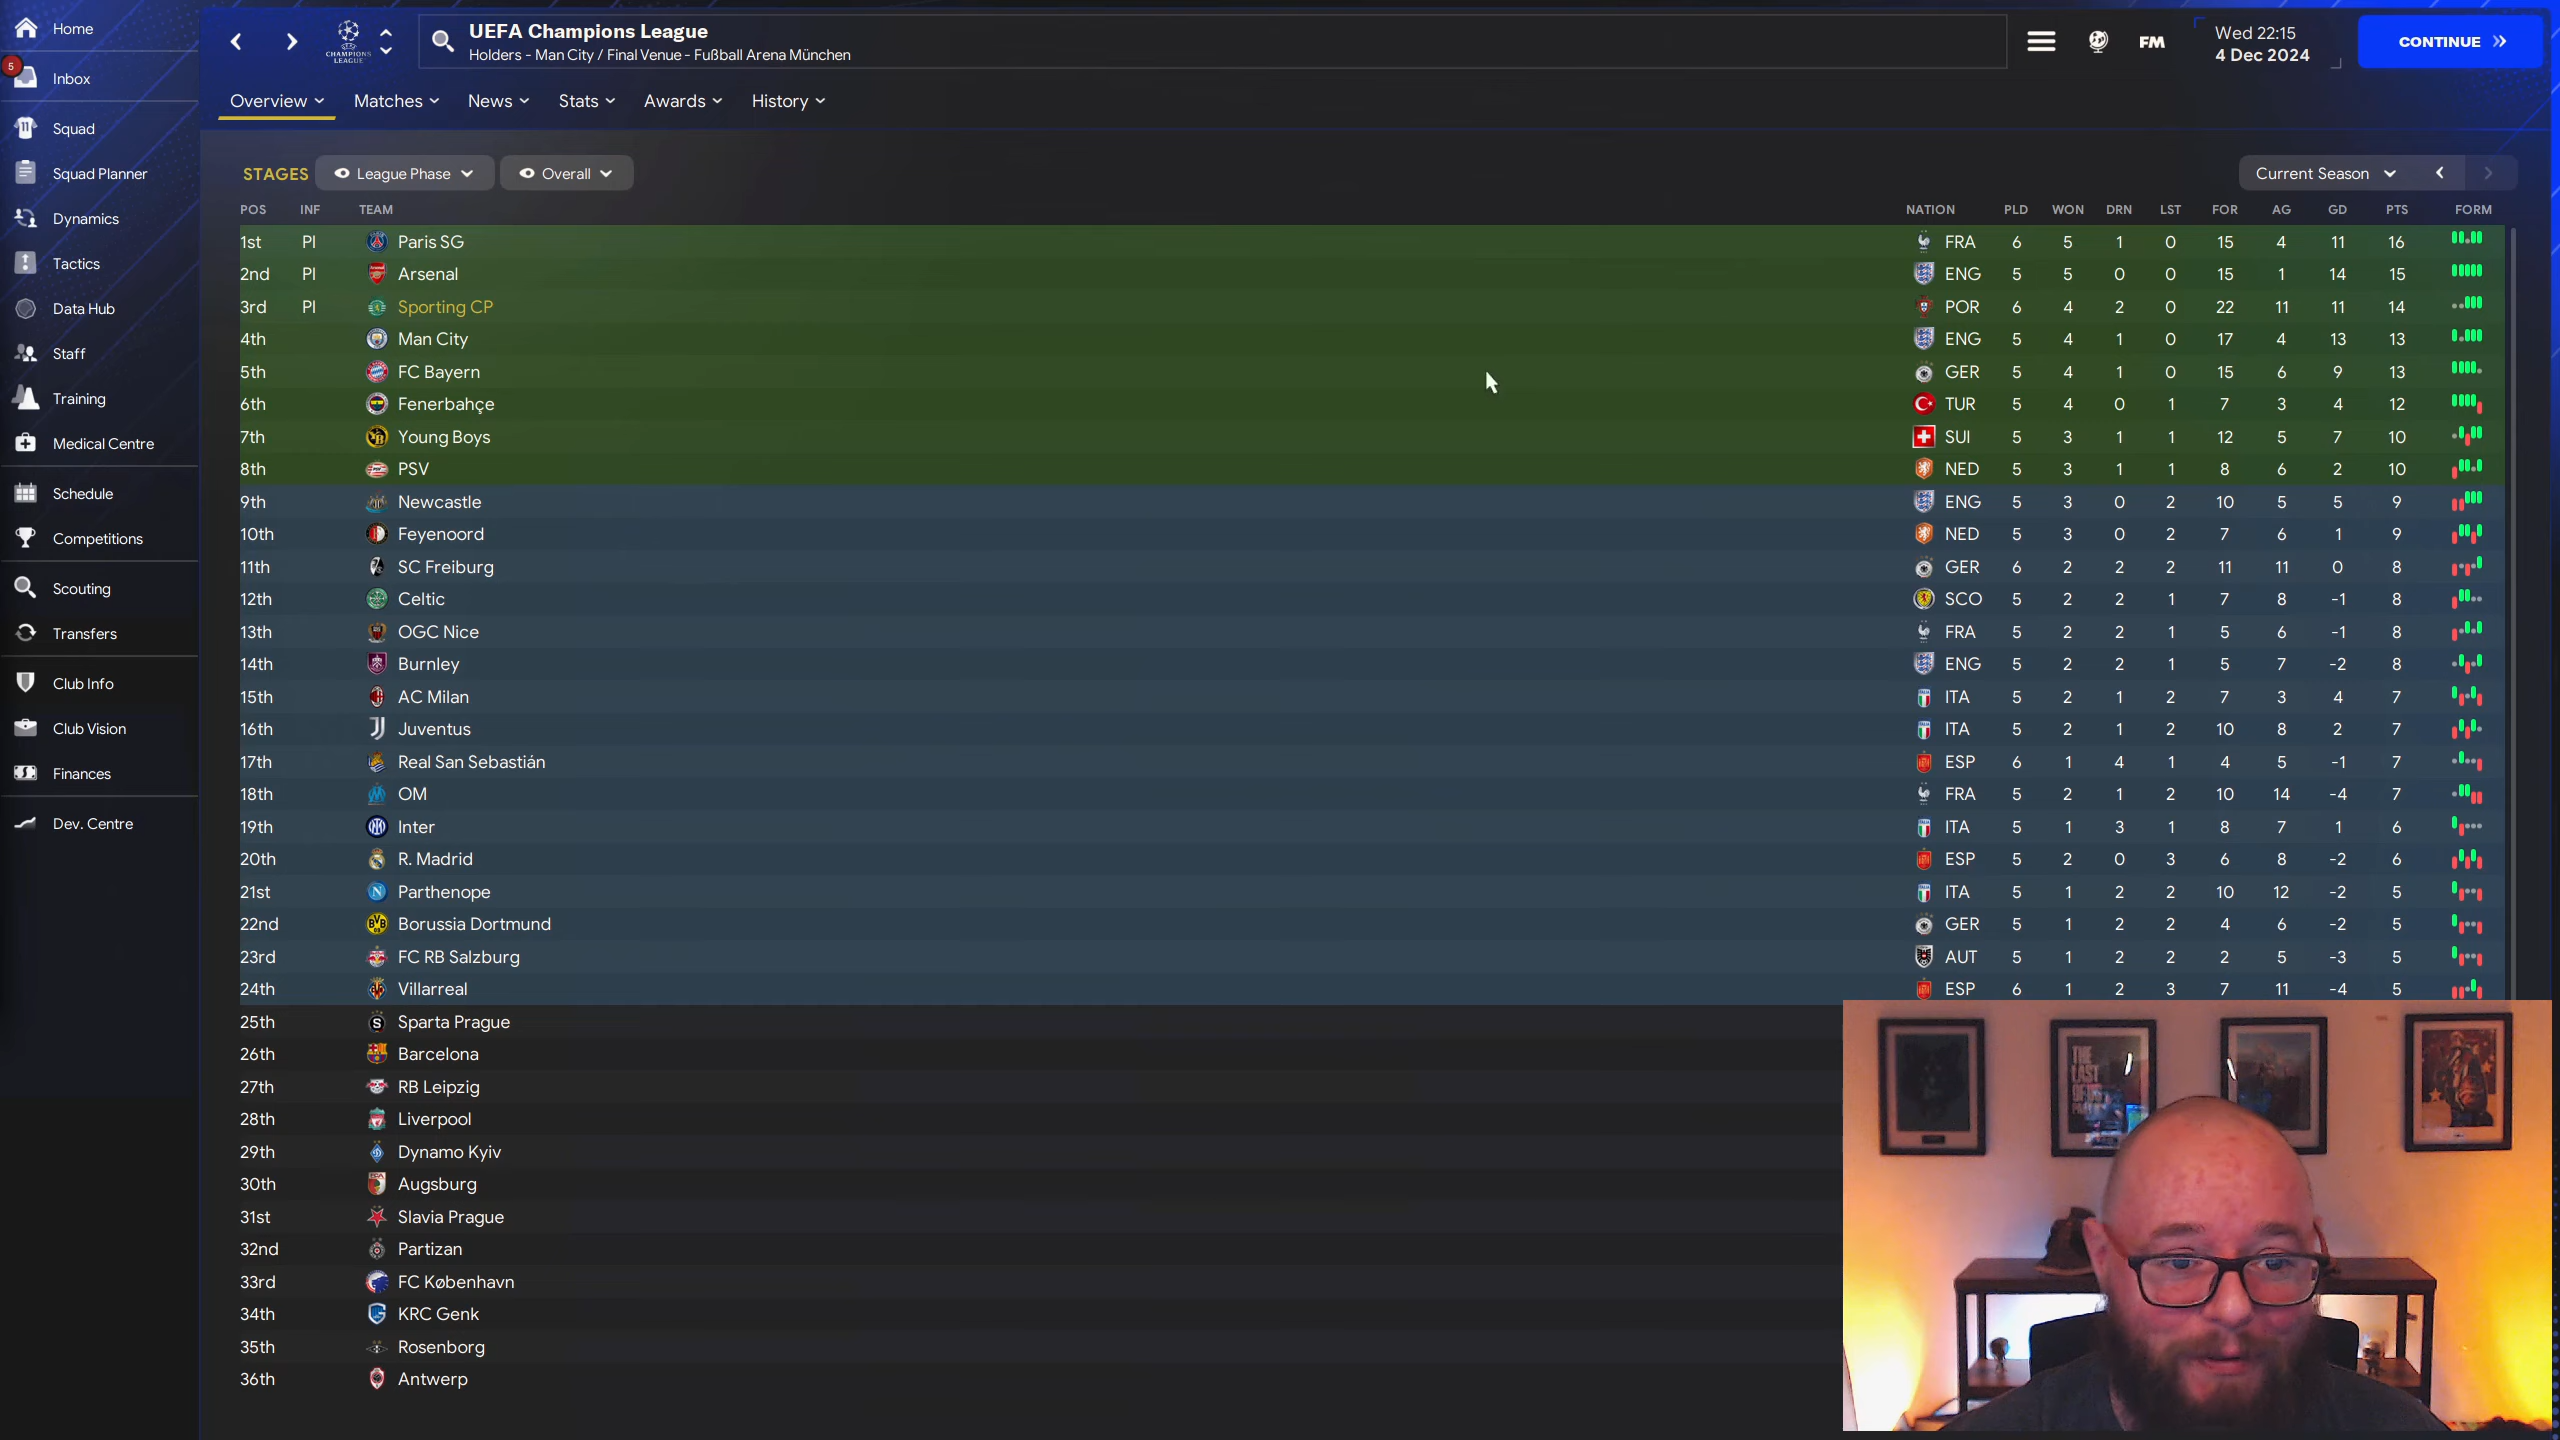 Home
5
Inbox
Squad
Squad Planner
Dynamics
Tactics
Data Hub
Staff
Training
Medical Centre
Schedule
Competitions
Scouting
Transfers
Club Info
Club Vision
Finances
Dev. Centre
CHAMPIONS LEAGUE
UEFA Champions League
Holders - Man City / Final Venue - Fußball Arena München
FM
Wed 22:15
4 Dec 2024
CONTINUE
Overview Matches News Stats Awards History
STAGES League Phase Overall Current Season
POS INF TEAM NATION PLD WON DRN LST FOR AG GD PTS FORM
1st PI Paris SG FRA 6 5 1 0 15 4 11 16
2nd PI Arsenal ENG 5 5 0 0 15 1 14 15
3rd PI Sporting CP POR 6 4 2 0 22 11 11 14
4th Man City ENG 5 4 1 0 17 4 13 13
5th FC Bayern GER 5 4 1 0 15 6 9 13
6th Fenerbahçe TUR 5 4 0 1 7 3 4 12
7th Young Boys SUI 5 3 1 1 12 5 7 10
8th PSV NED 5 3 1 1 8 6 2 10
9th Newcastle ENG 5 3 0 2 10 5 5 9
10th Feyenoord NED 5 3 0 2 7 6 1 9
11th SC Freiburg GER 6 2 2 2 11 11 0 8
12th Celtic SCO 5 2 2 1 7 8 -1 8
13th OGC Nice FRA 5 2 2 1 5 6 -1 8
14th Burnley ENG 5 2 2 1 5 7 -2 8
15th AC Milan ITA 5 2 1 2 7 3 4 7
16th Juventus ITA 5 2 1 2 10 8 2 7
17th Real San Sebastián ESP 6 1 4 1 4 5 -1 7
18th OM FRA 5 2 1 2 10 14 -4 7
19th Inter ITA 5 1 3 1 8 7 1 6
20th R. Madrid ESP 5 2 0 3 6 8 -2 6
21st Parthenope ITA 5 1 2 2 10 12 -2 5
22nd Borussia Dortmund GER 5 1 2 2 4 6 -2 5
23rd FC RB Salzburg AUT 5 1 2 2 2 5 -3 5
24th Villarreal ESP 6 1 2 3 7 11 -4 5
25th Sparta Prague
26th Barcelona
27th RB Leipzig
28th Liverpool
29th Dynamo Kyiv
30th Augsburg
31st Slavia Prague
32nd Partizan
33rd FC København
34th KRC Genk
35th Rosenborg
36th Antwerp
THE
LAST
OF